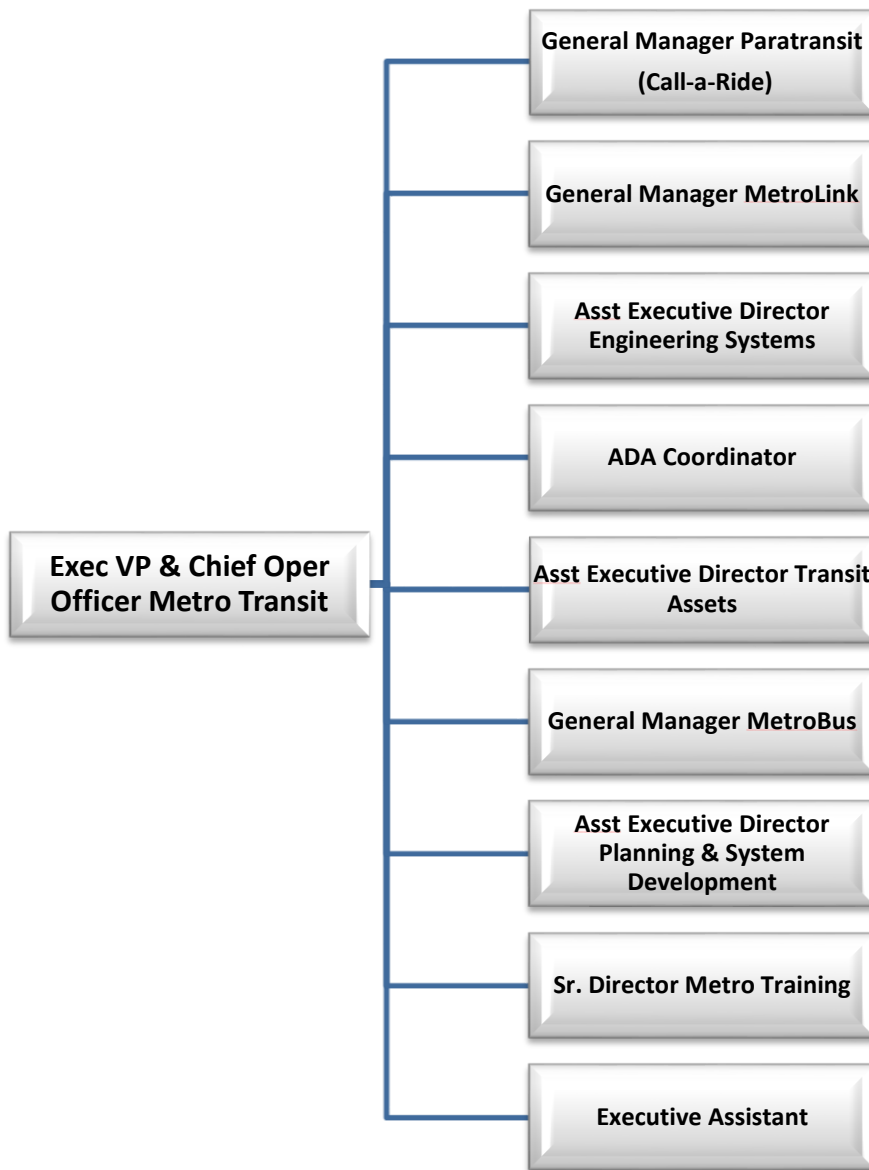 General Manager Paratransit
(Call-a-Ride)
General Manager MetroLink
Asst Executive Director
Engineering Systems
ADA Coordinator
Exec VP & Chief Oper
Officer Metro Transit
Asst Executive Director Transit
Assets
General Manager MetroBus
Asst Executive Director
Planning & System
Development
Sr. Director Metro Training
Executive Assistant